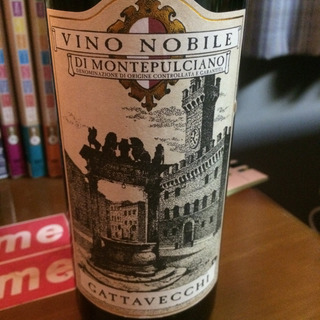 VINO NOBILE
DI MONTEPULCIANO
DENOMINAZIONE DI ORIGINE CONTROLLATA E GARANTITA
CATTAVECCHI
me
me